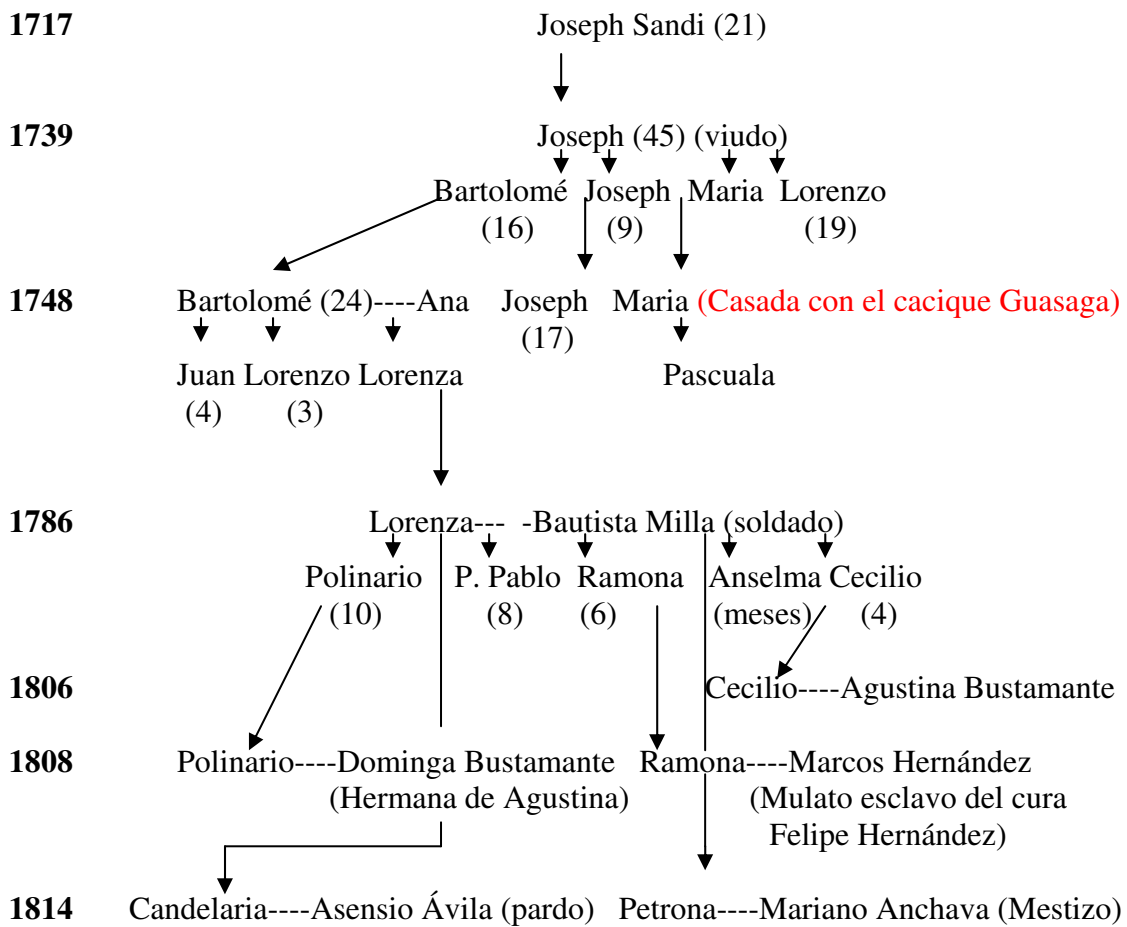 1717 Joseph Sandi (21)
1739 Joseph (45) (viudo)
Bartolomé Joseph Maria Lorenzo
(16) (9) (19)
1748 Bartolomé (24)----Ana Joseph Maria (Casada con el cacique Guasaga)
(17)
Juan Lorenzo Lorenza Pascuala
(4) (3)
1786 Lorenza--- -Bautista Milla (soldado)
Polinario P. Pablo Ramona Anselma Cecilio
(10) (8) (6) (meses) (4)
1806 Cecilio----Agustina Bustamante
1808 Polinario----Dominga Bustamante Ramona----Marcos Hernández
(Hermana de Agustina) (Mulato esclavo del cura
Felipe Hernández)
1814 Candelaria----Asensio Ávila (pardo) Petrona----Mariano Anchava (Mestizo)